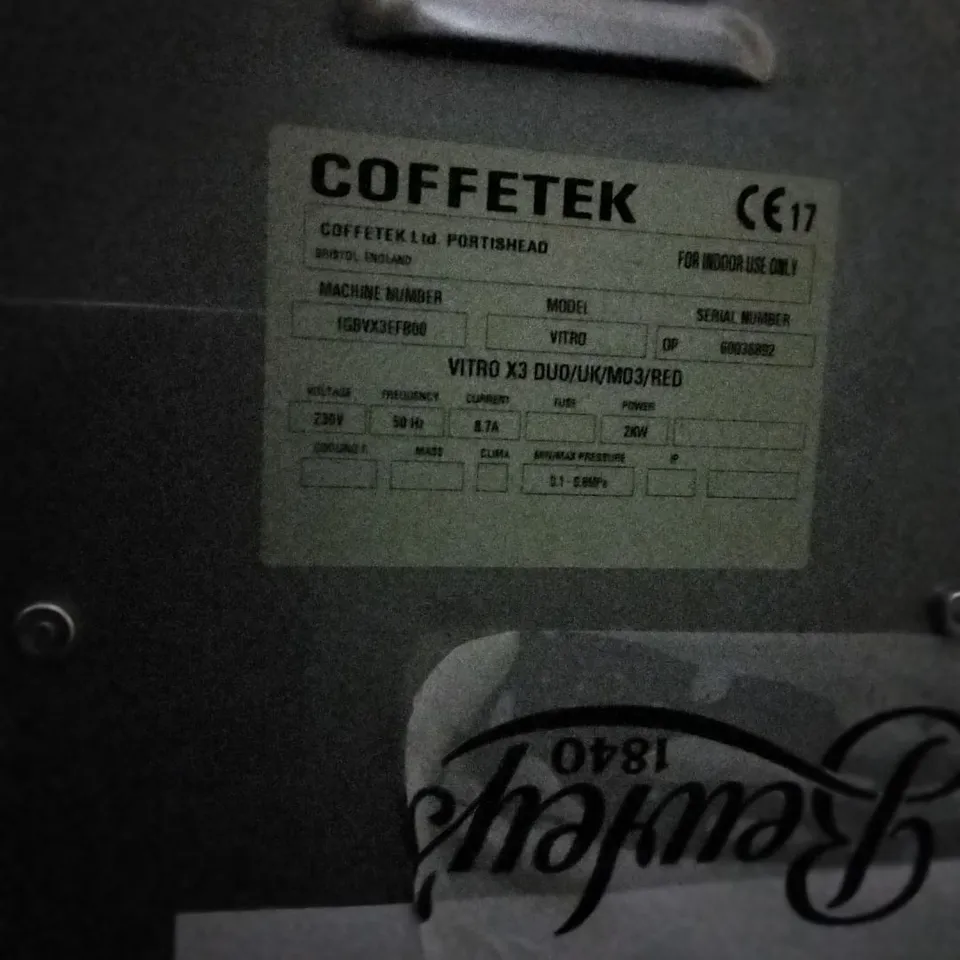 COFFETEK
CE 17
COFFETEK Ltd. PORTISHEAD
BRISTOL ENGLAND
FOR INDOOR USE ONLY
MACHINE NUMBER MODEL SERIAL NUMBER
VITRO OP
VITRO X3 DUO/UK/M03/RED
VOLTAGE FREQUENCY CURRENT FUSE POWER
230V 50 Hz 8.7A 2KW
MASS CLIMA MIN/MAX PRESSURE IP
Bewley's
1840